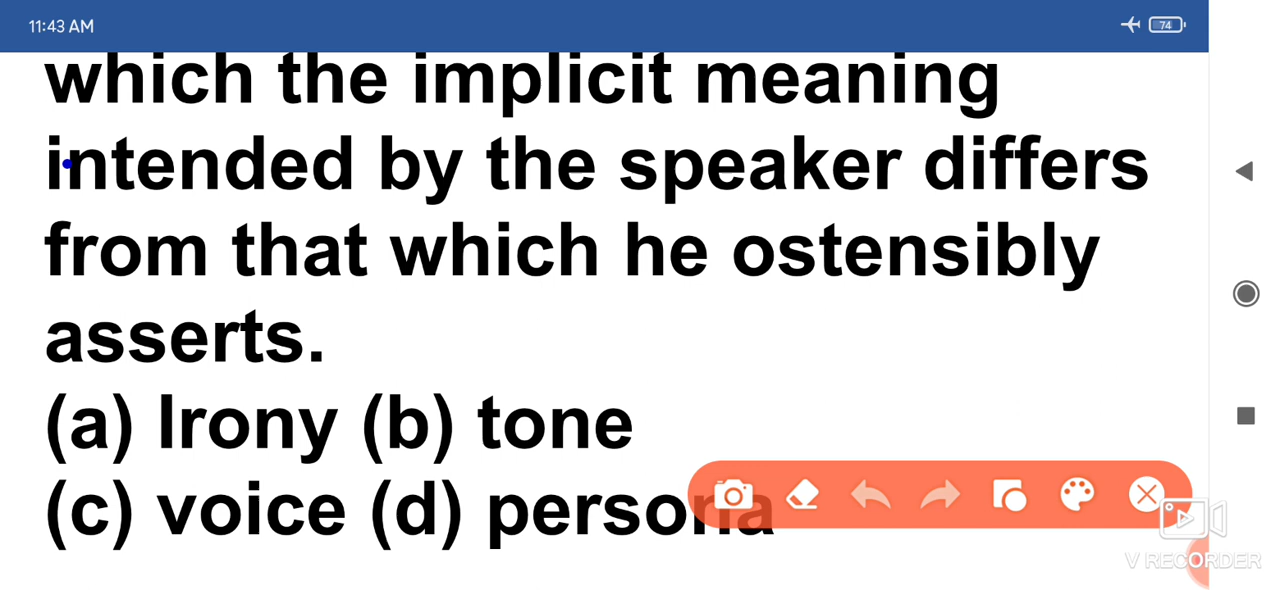 11:43 AM
74
which the implicit meaning
intended by the speaker differs
from that which he ostensibly
asserts.
(a) Irony (b) tone
(c) voice (d) persona
V RECORDER